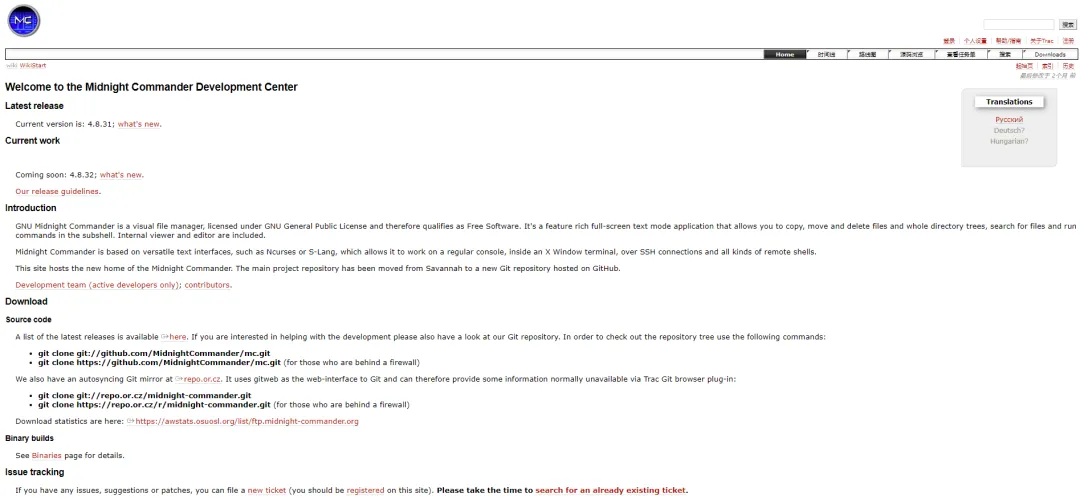 MC
搜索
登录 个人设置 帮助/指南 关于Trac 注册
Home 时间线 路线图 源码浏览 查看任务单 搜索 Downloads
wiki: WikiStart
起始页 索引 历史
最后修改于 2个月 前
Welcome to the Midnight Commander Development Center
Translations
Русский
Deutsch?
Hungarian?
Latest release
Current version is: 4.8.31; what's new.
Current work
Coming soon: 4.8.32; what's new.
Our release guidelines.
Introduction
GNU Midnight Commander is a visual file manager, licensed under GNU General Public License and therefore qualifies as Free Software. It's a feature rich full-screen text mode application that allows you to copy, move and delete files and whole directory trees, search for files and run
commands in the subshell. Internal viewer and editor are included.
Midnight Commander is based on versatile text interfaces, such as Ncurses or S-Lang, which allows it to work on a regular console, inside an X Window terminal, over SSH connections and all kinds of remote shells.
This site hosts the new home of the Midnight Commander. The main project repository has been moved from Savannah to a new Git repository hosted on GitHub.
Development team (active developers only); contributors.
Download
Source code
A list of the latest releases is available here. If you are interested in helping with the development please also have a look at our Git repository. In order to check out the repository tree use the following commands:
• git clone git://github.com/MidnightCommander/mc.git
• git clone https://github.com/MidnightCommander/mc.git (for those who are behind a firewall)
We also have an autosyncing Git mirror at repo.or.cz. It uses gitweb as the web-interface to Git and can therefore provide some information normally unavailable via Trac Git browser plug-in:
• git clone git://repo.or.cz/midnight-commander.git
• git clone https://repo.or.cz/r/midnight-commander.git (for those who are behind a firewall)
Download statistics are here: https://awstats.osuosl.org/list/ftp.midnight-commander.org
Binary builds
See Binaries page for details.
Issue tracking
If you have any issues, suggestions or patches, you can file a new ticket (you should be registered on this site). Please take the time to search for an already existing ticket.